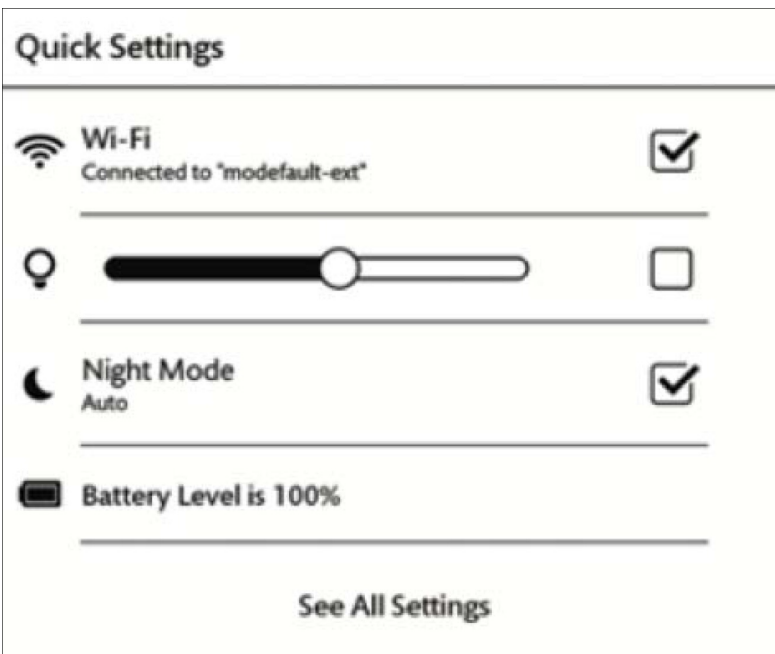 Quick Settings
Wi-Fi
Connected to "modefault-ext"
Night Mode
Auto
Battery Level is 100%
See All Settings